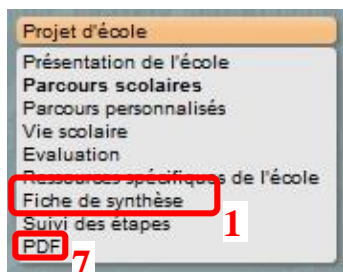 Projet d'école
Présentation de l'école
Parcours scolaires
Parcours personnalisés
Vie scolaire
Evaluation
Ressources spécifiques de l'école
Fiche de synthèse
1
Suivi des étapes
PDF
7